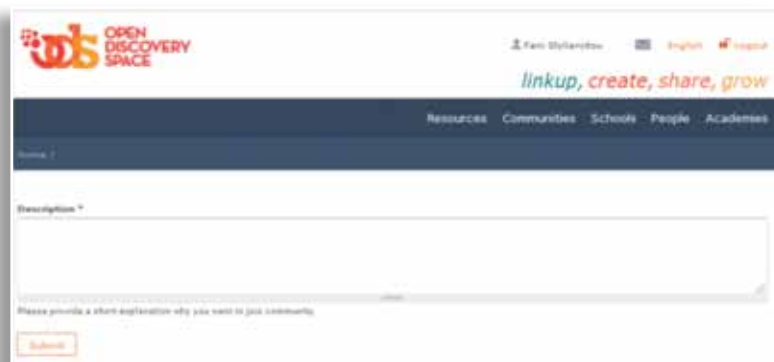 ods OPEN
DISCOVERY
SPACE
Fani Stylianidou English Logout
linkup, create, share, grow
Resources Communities Schools People Academies
Home /
Description *
Please provide a short explanation why you want to join community.
Submit